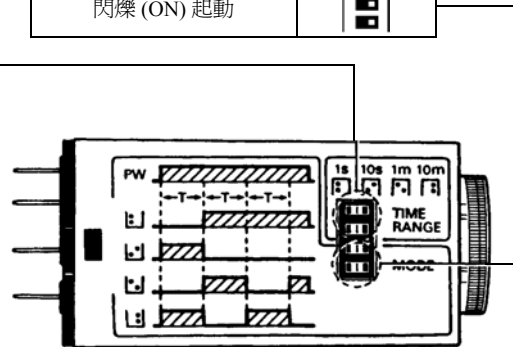 閃爍 (ON) 起動
1s 10s 1m 10m
PW
T T T
TIME
RANGE
MODE